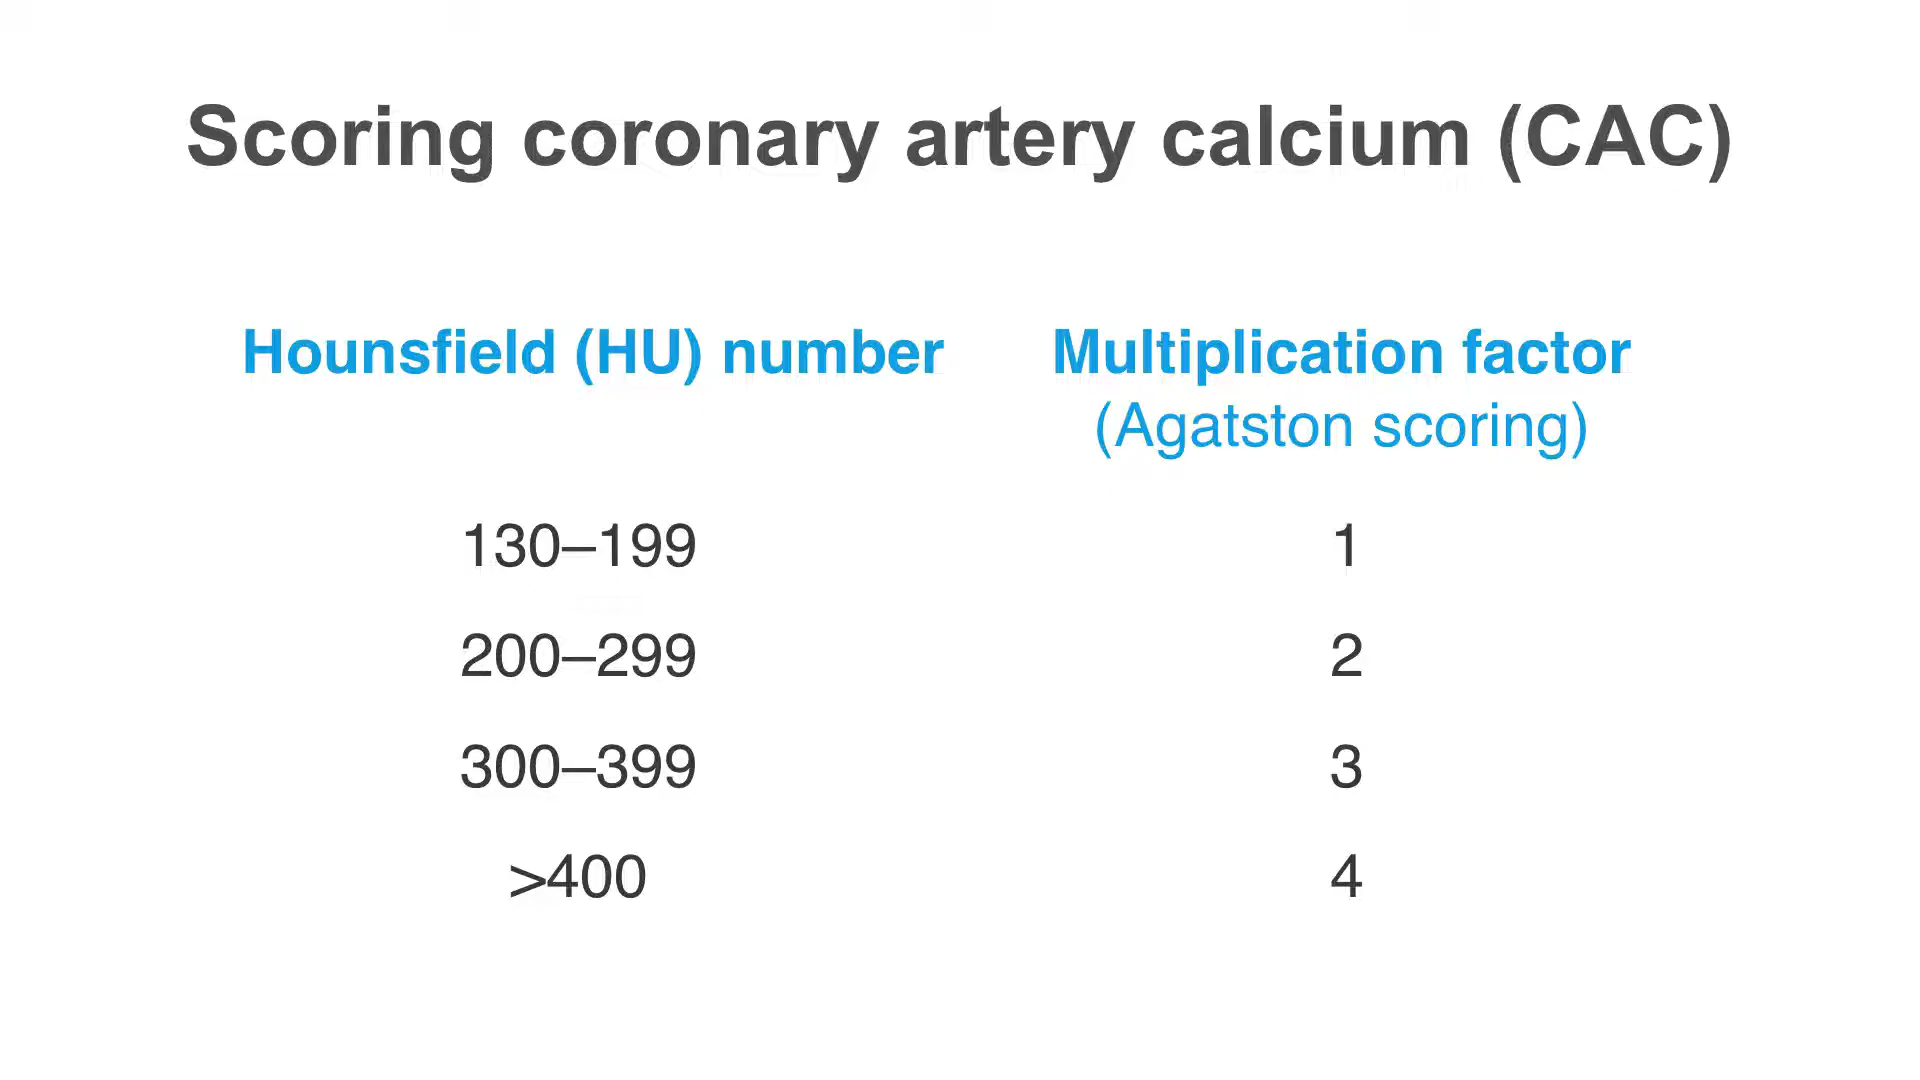 Scoring coronary artery calcium (CAC)
Hounsfield (HU) number Multiplication factor
(Agatston scoring)
130–199 1
200–299 2
300–399 3
>400 4